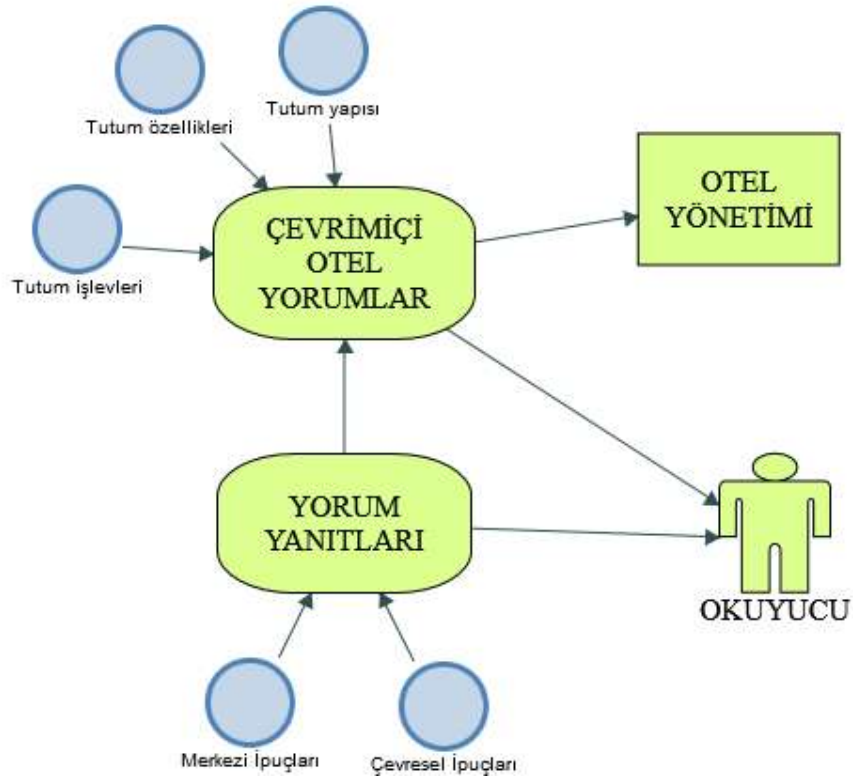 Tutum yapısı
Tutum özellikleri
Tutum işlevleri
ÇEVRİMİÇİ
OTEL
YORUMLAR
OTEL
YÖNETİMİ
YORUM
YANITLARI
OKUYUCU
Merkezi İpuçları
Çevresel İpuçları